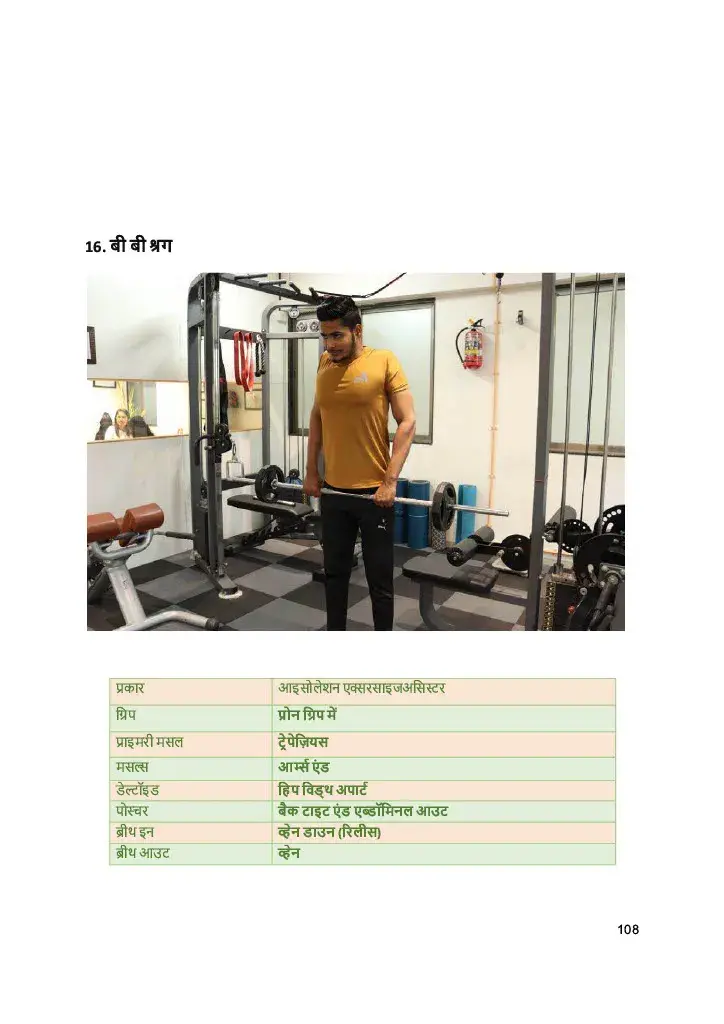 16. बी बी श्रग
प्रकार आइसोलेशन एक्सरसाइजअसिस्टर
ग्रिप प्रोन ग्रिप में
प्राइमरी मसल ट्रेपेज़ियस
मसल्स आर्म्स एंड
डेल्टॉइड हिप विड्थ अपार्ट
पोस्चर बैक टाइट एंड एब्डॉमिनल आउट
ब्रीथ इन व्हेन डाउन (रिलीस)
ब्रीथ आउट व्हेन
108